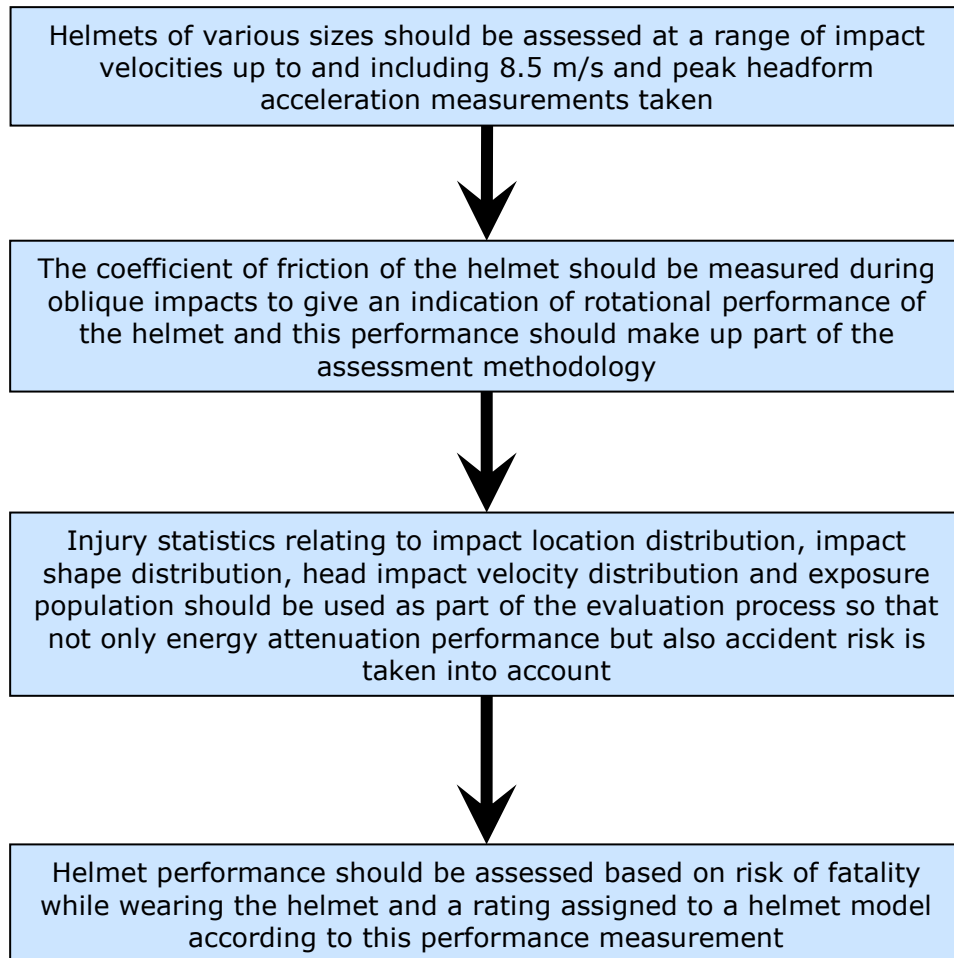 Helmets of various sizes should be assessed at a range of impact
velocities up to and including 8.5 m/s and peak headform
acceleration measurements taken
The coefficient of friction of the helmet should be measured during
oblique impacts to give an indication of rotational performance of
the helmet and this performance should make up part of the
assessment methodology
Injury statistics relating to impact location distribution, impact
shape distribution, head impact velocity distribution and exposure
population should be used as part of the evaluation process so that
not only energy attenuation performance but also accident risk is
taken into account
Helmet performance should be assessed based on risk of fatality
while wearing the helmet and a rating assigned to a helmet model
according to this performance measurement